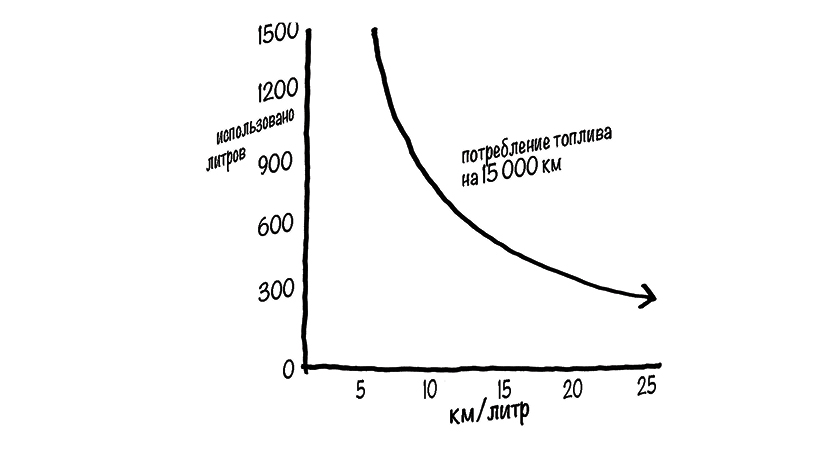 1500
1200
использовано
литров
900
600
300
0
потребление топлива
на 15 000 км
5 10 15 20 25
км/литр